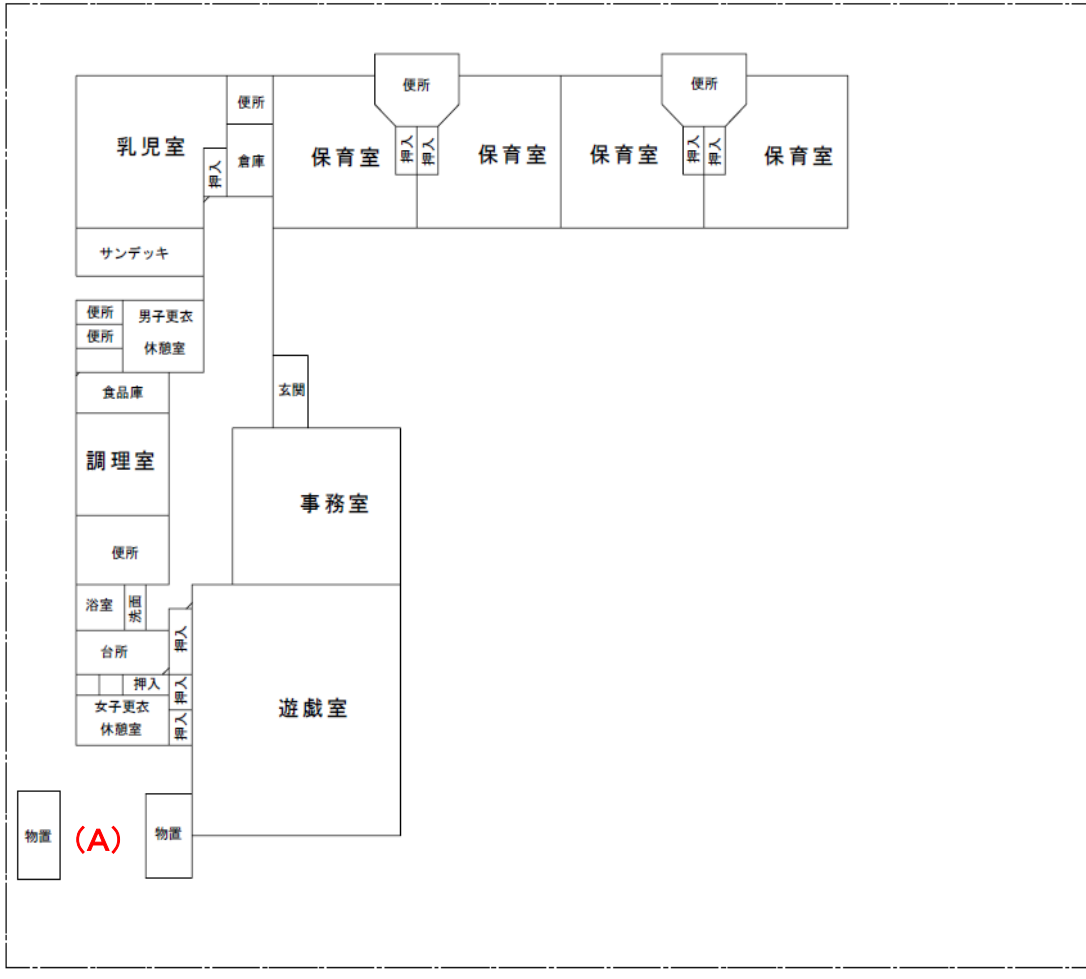 便所
便所
便所
乳児室
押入
倉庫
保育室
押入
押入
保育室
保育室
押入
押入
保育室
サンデッキ
便所
便所
男子更衣
休憩室
食品庫
玄関
調理室
事務室
便所
浴室
洗面
押入
台所
押入
押入
女子更衣
休憩室
押入
遊戯室
物置
(A)
物置